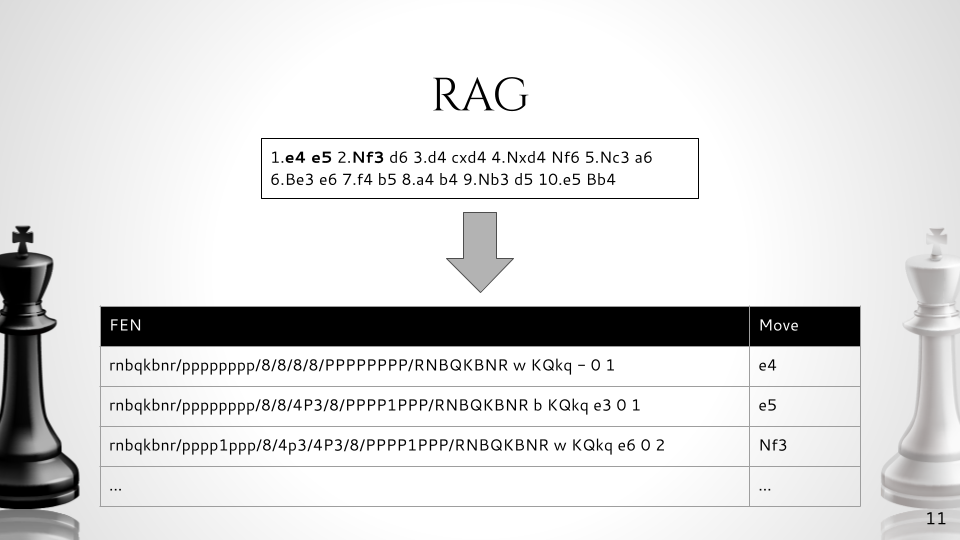 RAG
1.e4 e5 2.Nf3 d6 3.d4 cxd4 4.Nxd4 Nf6 5.Nc3 a6
6.Be3 e6 7.f4 b5 8.a4 b4 9.Nb3 d5 10.e5 Bb4
FEN Move
rnbqkbnr/pppppppp/8/8/8/8/PPPPPPPP/RNBQKBNR w KQkq - 0 1 e4
rnbqkbnr/pppppppp/8/8/4P3/8/PPPP1PPP/RNBQKBNR b KQkq e3 0 1 e5
rnbqkbnr/pppp1ppp/8/4p3/4P3/8/PPPP1PPP/RNBQKBNR w KQkq e6 0 2 Nf3
... ...
11